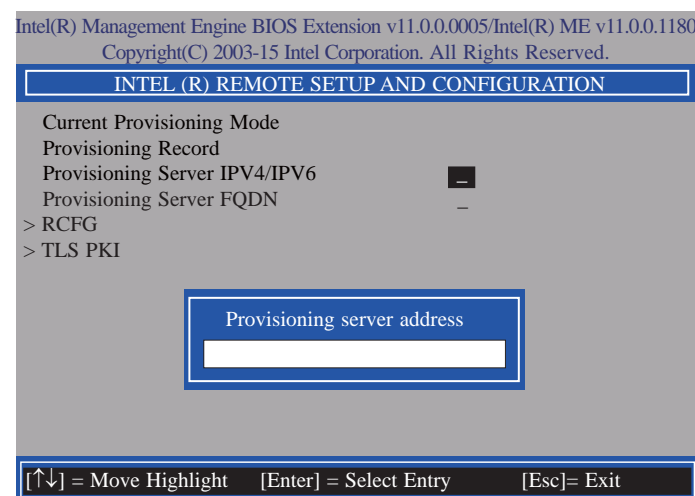 Intel(R) Management Engine BIOS Extension v11.0.0.0005/Intel(R) ME v11.0.0.1180
Copyright(C) 2003-15 Intel Corporation. All Rights Reserved.
INTEL (R) REMOTE SETUP AND CONFIGURATION
Current Provisioning Mode
Provisioning Record
Provisioning Server IPV4/IPV6 _
Provisioning Server FQDN _
> RCFG
> TLS PKI
Provisioning server address
[↑↓] = Move Highlight [Enter] = Select Entry [Esc]= Exit